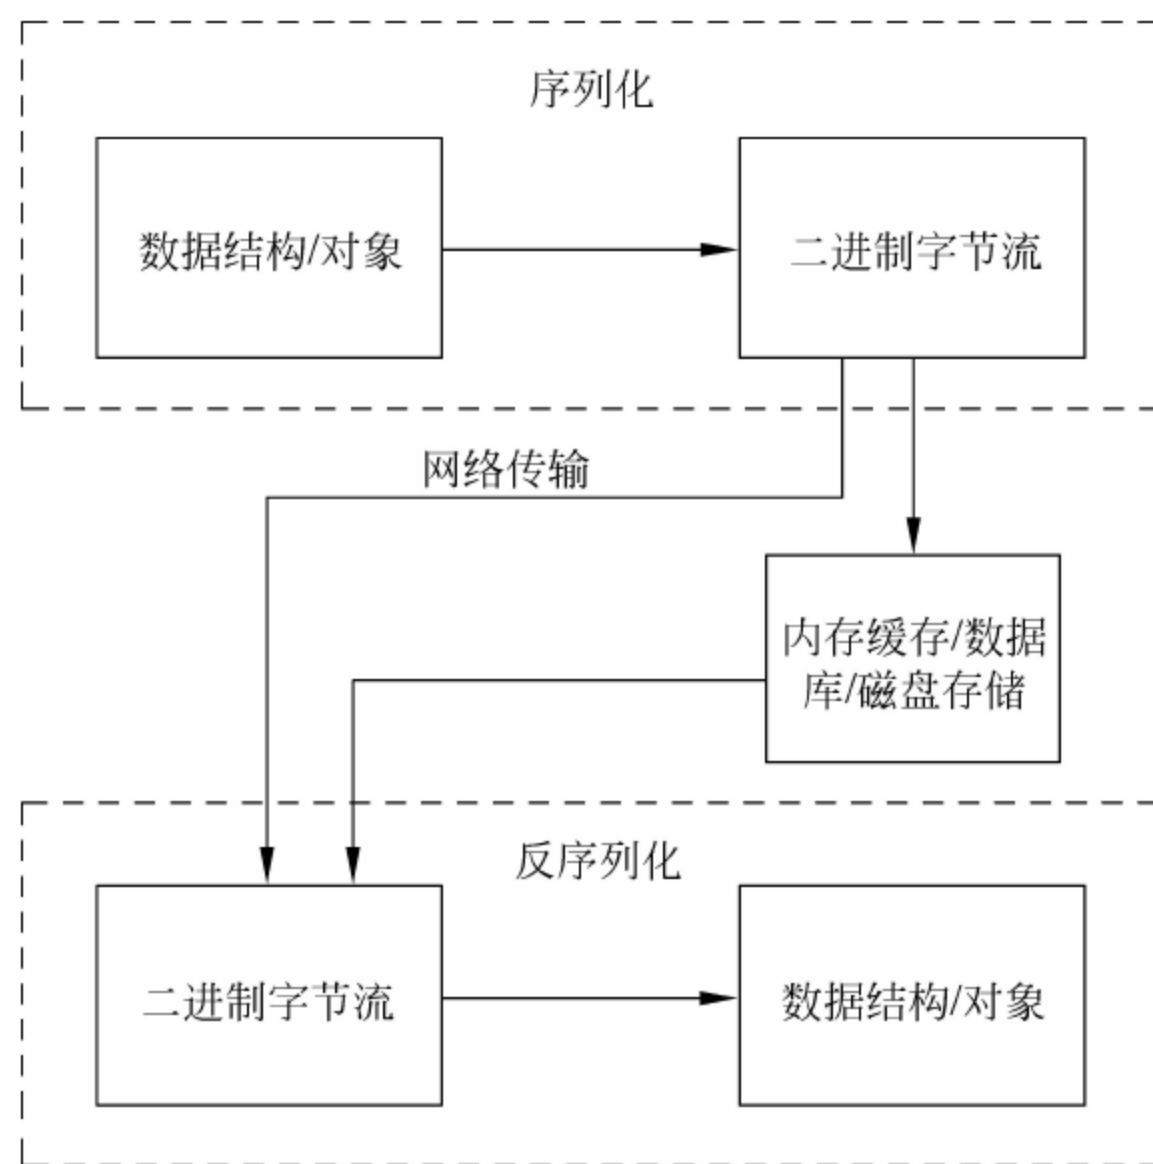 序列化
数据结构/对象
二进制字节流
网络传输
内存缓存/数据
库/磁盘存储
反序列化
二进制字节流
数据结构/对象